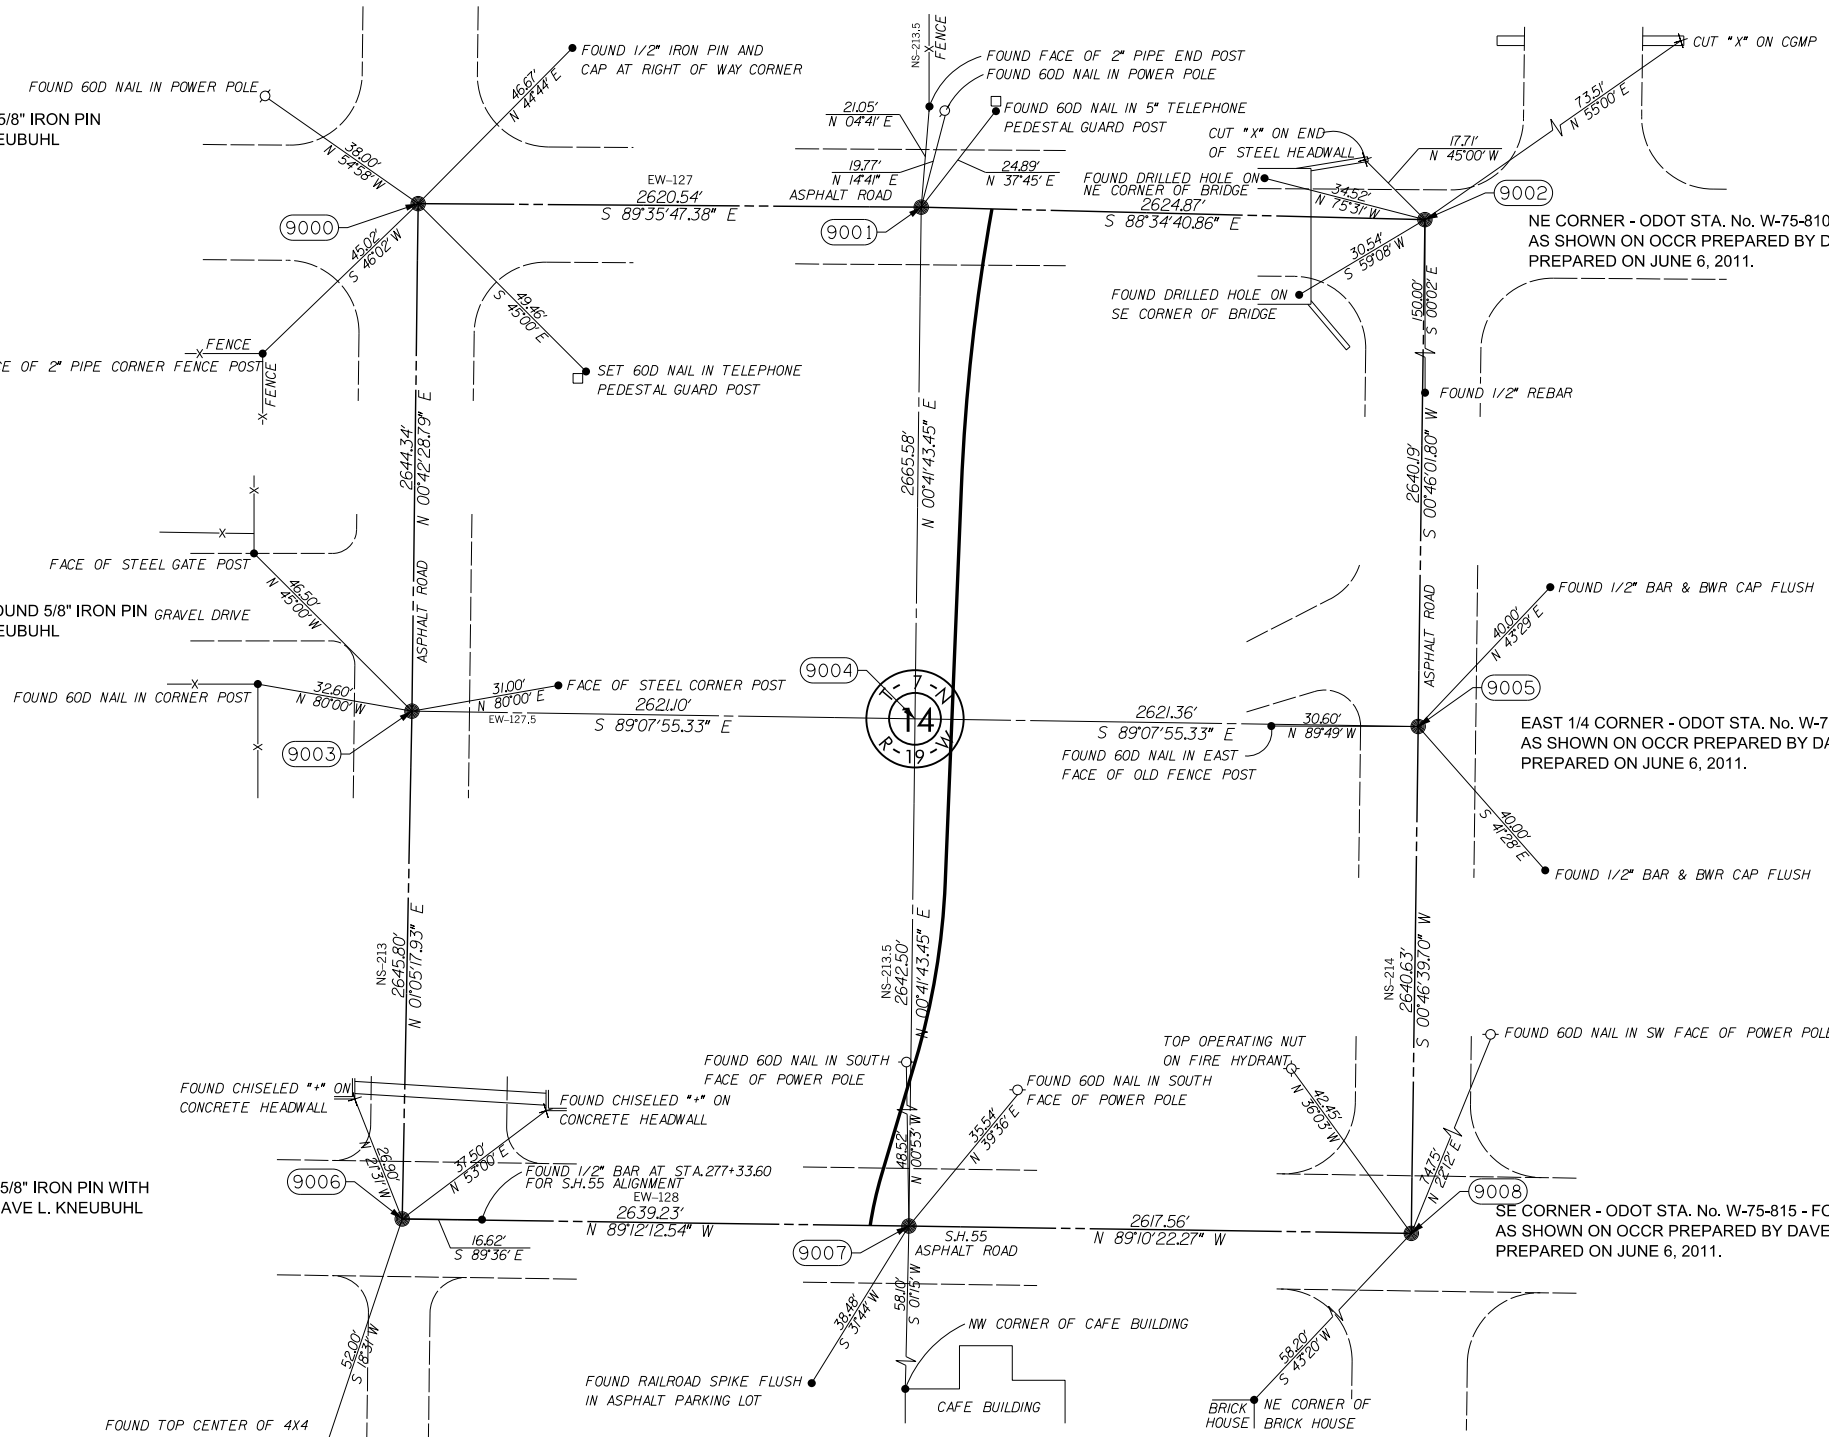 FOUND 60D NAIL IN POWER POLE
5/8" IRON PIN
EUBUHL
38.00'
N 54°58' W
46.67'
N 44°44' E
FOUND 1/2" IRON PIN AND
CAP AT RIGHT OF WAY CORNER
NS-213.5
FENCE
FOUND FACE OF 2" PIPE END POST
FOUND 60D NAIL IN POWER POLE
FOUND 60D NAIL IN 5" TELEPHONE
PEDESTAL GUARD POST
21.05'
N 04°41' E
19.77'
N 14°41" E
24.89'
N 37°45' E
CUT "X" ON CGMP
73.51'
N 55°00' E
CUT "X" ON END
OF STEEL HEADWALL
17.71'
N 45°00' W
FOUND DRILLED HOLE ON
NE CORNER OF BRIDGE
34.52'
N 75°31' W
9000
EW-127
2620.54'
S 89°35'47.38" E
ASPHALT ROAD
9001
2624.87'
S 88°34'40.86" E
9002
NE CORNER - ODOT STA. No. W-75-810
AS SHOWN ON OCCR PREPARED BY D
PREPARED ON JUNE 6, 2011.
45.02'
S 46°02' W
49.46'
S 45°00' E
30.54'
S 59°08' W
FOUND DRILLED HOLE ON
SE CORNER OF BRIDGE
150.00'
S 00°02' E
FENCE
CE OF 2" PIPE CORNER FENCE POST
FENCE
SET 60D NAIL IN TELEPHONE
PEDESTAL GUARD POST
FOUND 1/2" REBAR
2644.34'
N 00°42'28.79" E
2665.58'
N 00°41'43.45" E
2640.19'
S 00°46'01.80" W
FACE OF STEEL GATE POST
46.50'
N 45°00' W
OUND 5/8" IRON PIN
EUBUHL
GRAVEL DRIVE
ASPHALT ROAD
ASPHALT ROAD
FOUND 1/2" BAR & BWR CAP FLUSH
40.00'
N 43°29' E
FOUND 60D NAIL IN CORNER POST
32.60'
N 80°00' W
31.00'
N 80°00' E
FACE OF STEEL CORNER POST
9003
EW-127.5
2621.10'
S 89°07'55.33" E
9004
T-7-N
14
R-19-W
2621.36'
S 89°07'55.33" E
30.60'
N 89°49' W
FOUND 60D NAIL IN EAST
FACE OF OLD FENCE POST
9005
EAST 1/4 CORNER - ODOT STA. No. W-7
AS SHOWN ON OCCR PREPARED BY DA
PREPARED ON JUNE 6, 2011.
40.00'
S 41°28' E
FOUND 1/2" BAR & BWR CAP FLUSH
NS-213
2645.80'
N 01°05'17.93" E
NS-213.5
2642.50'
N 00°41'43.45" E
NS-214
2640.63'
S 00°46'39.70" W
FOUND CHISELED "+" ON
CONCRETE HEADWALL
FOUND CHISELED "+" ON
CONCRETE HEADWALL
FOUND 60D NAIL IN SOUTH
FACE OF POWER POLE
FOUND 60D NAIL IN SOUTH
FACE OF POWER POLE
TOP OPERATING NUT
ON FIRE HYDRANT
FOUND 60D NAIL IN SW FACE OF POWER POLE
26.90'
N 21°31' W
37.50'
N 53°00' E
48.52'
N 00°53' W
35.54'
N 39°36' E
42.45'
N 36°03' W
74.75'
N 22°12' E
5/8" IRON PIN WITH
AVE L. KNEUBUHL
9006
FOUND 1/2" BAR AT STA. 277+33.60
FOR S.H. 55 ALIGNMENT
EW-128
2639.23'
N 89°12'12.54" W
16.62'
S 89°36' E
9007
S.H. 55
ASPHALT ROAD
2617.56'
N 89°10'22.27" W
9008
SE CORNER - ODOT STA. No. W-75-815 - FO
AS SHOWN ON OCCR PREPARED BY DAVE
PREPARED ON JUNE 6, 2011.
52.00'
S 18°31' W
38.48'
S 31°44' W
58.10'
S 01°15' W
58.20'
S 43°20' W
NW CORNER OF CAFE BUILDING
FOUND RAILROAD SPIKE FLUSH
IN ASPHALT PARKING LOT
CAFE BUILDING
BRICK
HOUSE
NE CORNER OF
BRICK HOUSE
FOUND TOP CENTER OF 4X4